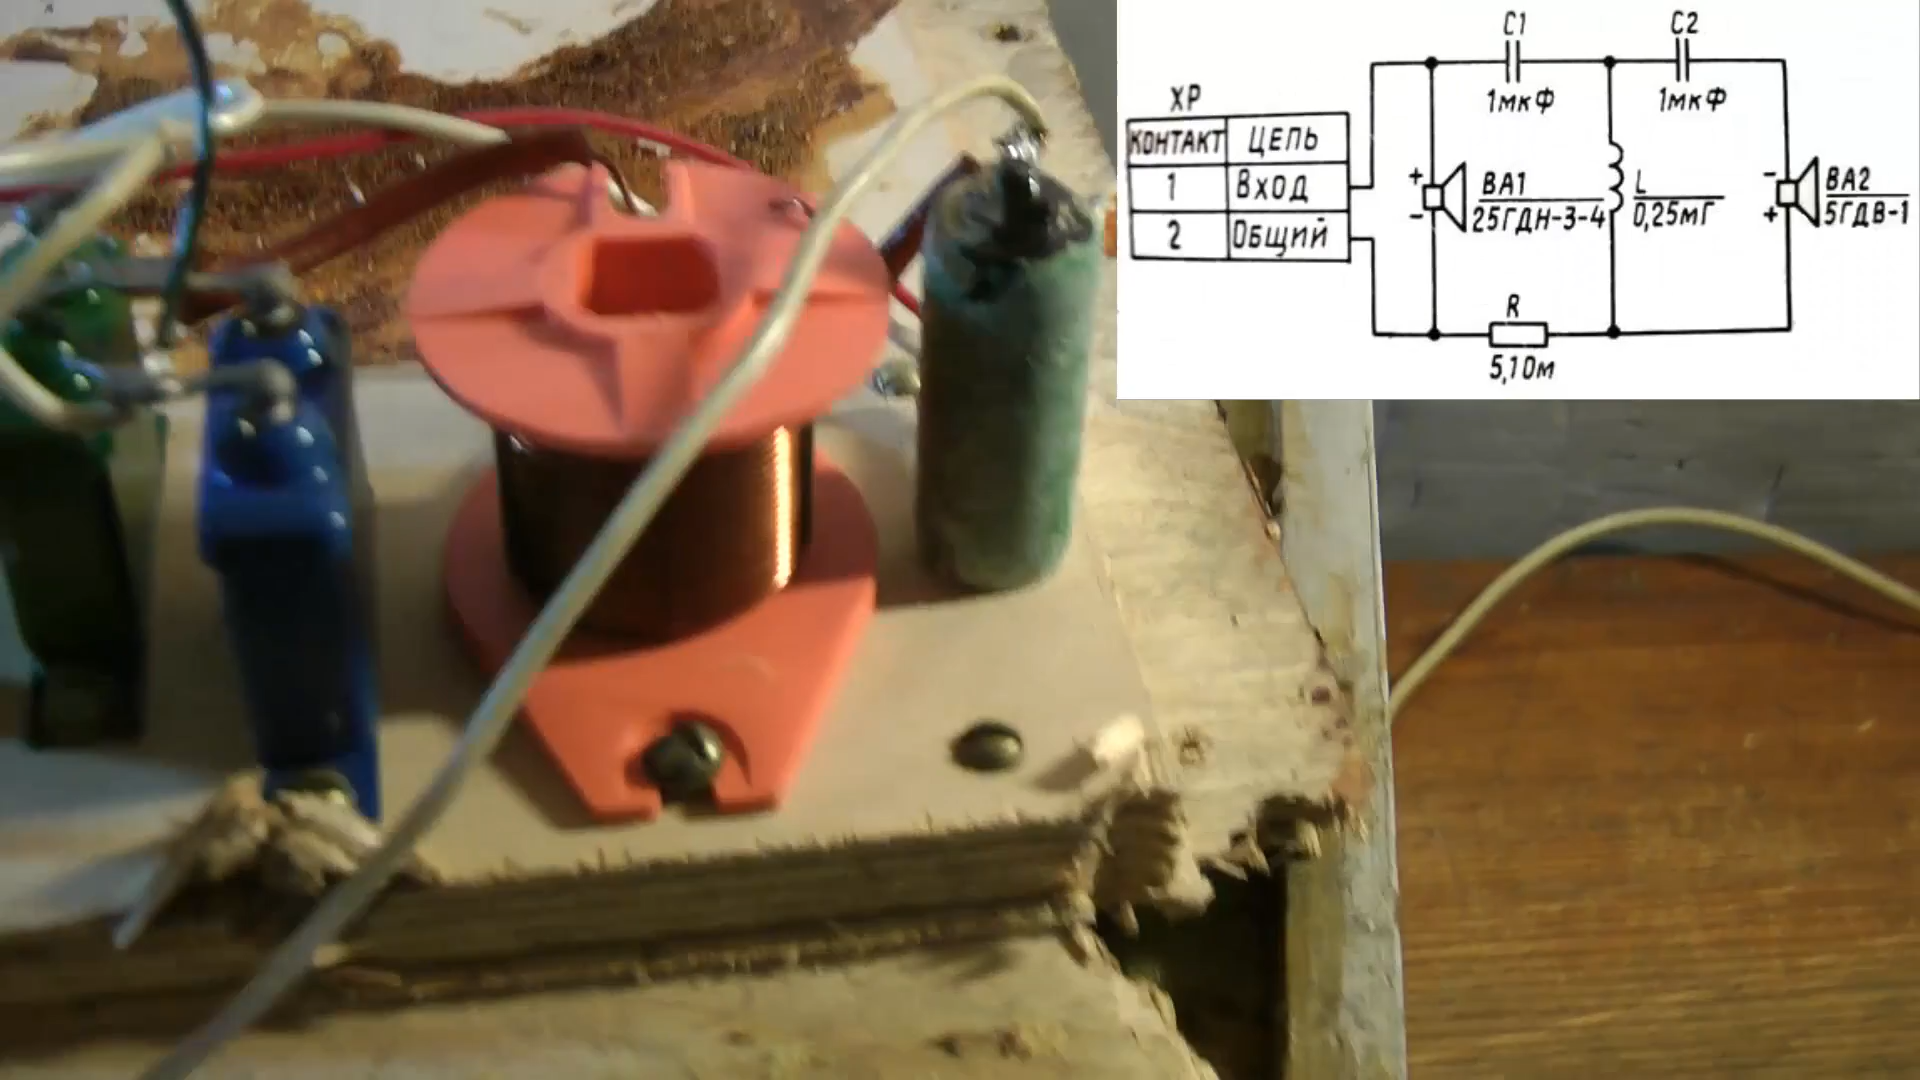 C1
C2
1мкФ
1мкФ
XP
КОНТАКТ ЦЕПЬ
1 Вход
2 Общий
+
-
BA1
25ГДН-3-4
L
0,25мГ
-
+
BA2
5ГДВ-1
R
5,1Ом